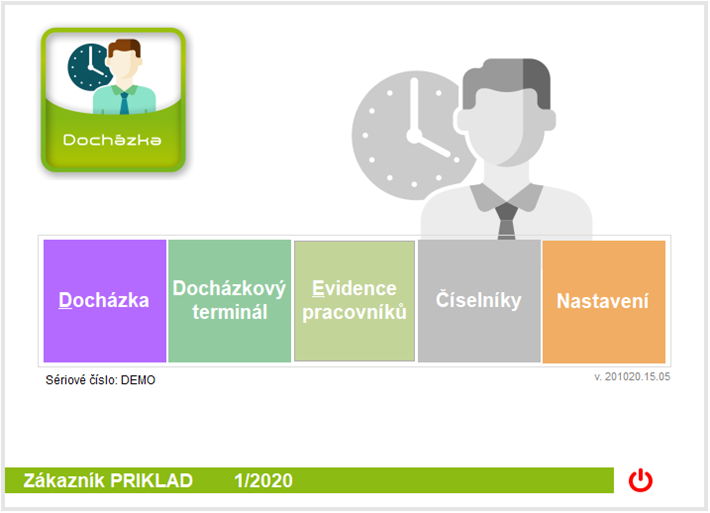 Docházka
Docházka
Docházkový
terminál
Evidence
pracovníků
Číselníky
Nastavení
Sériové číslo: DEMO
v. 201020.15.05
Zákazník PRIKLAD 1/2020